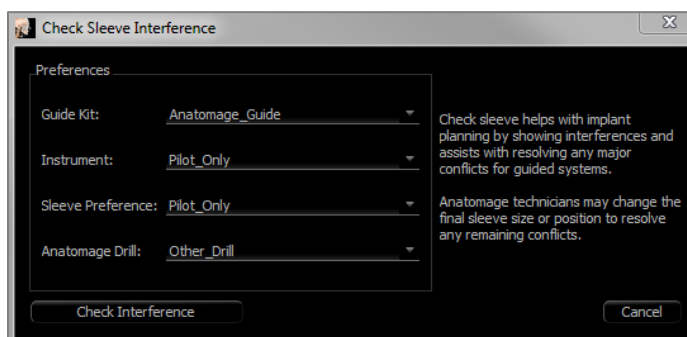 Check Sleeve Interference
Preferences
Guide Kit: Anatomage_Guide
Instrument: Pilot_Only
Sleeve Preference: Pilot_Only
Anatomage Drill: Other_Drill
Check sleeve helps with implant
planning by showing interferences and
assists with resolving any major
conflicts for guided systems.
Anatomage technicians may change the
final sleeve size or position to resolve
any remaining conflicts.
Check Interference
Cancel